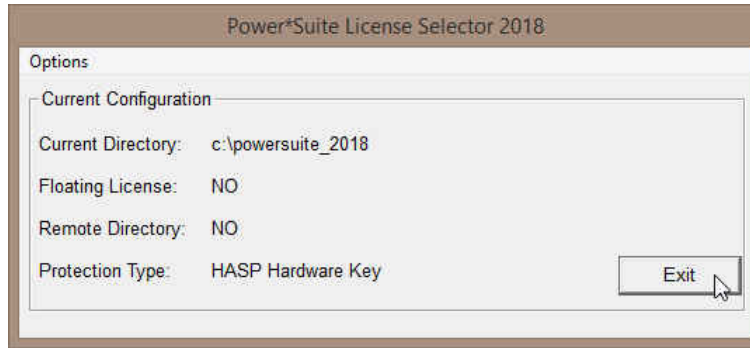 Power*Suite License Selector 2018
Options
Current Configuration
Current Directory: c:\powersuite_2018
Floating License: NO
Remote Directory: NO
Protection Type: HASP Hardware Key
Exit